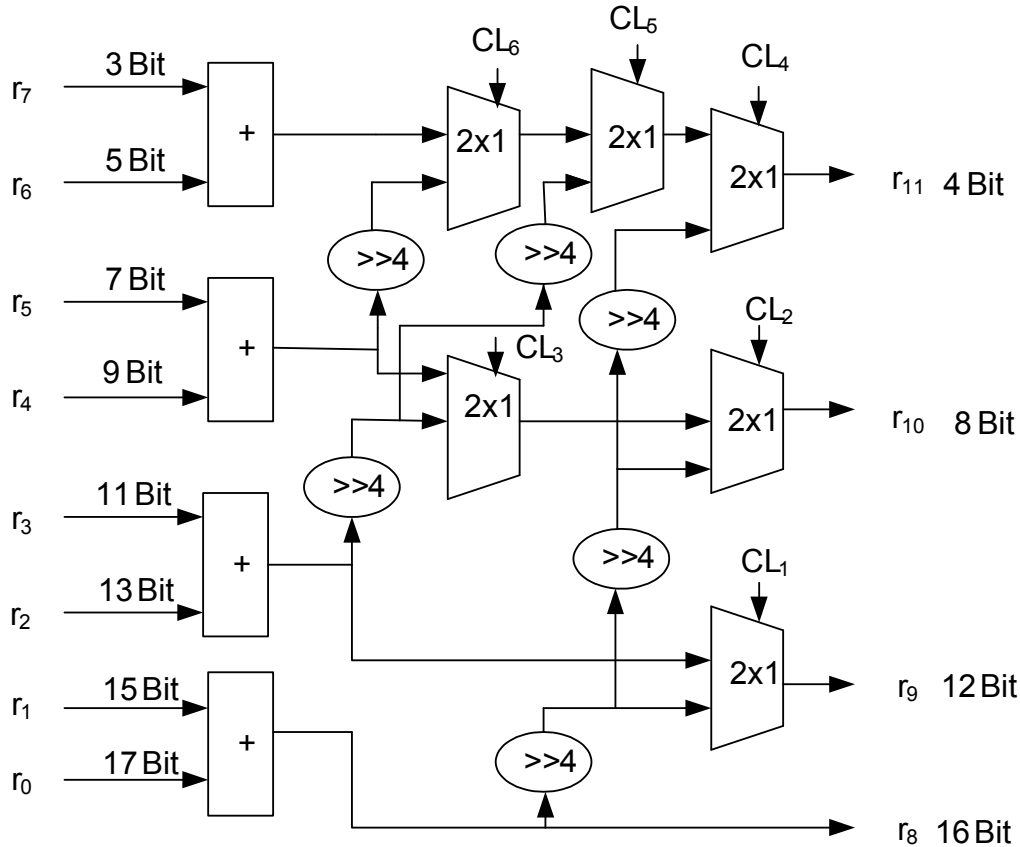 CL₅
CL₆
CL₄
r₇ 3 Bit
+
2x1
2x1
2x1
r₁₁ 4 Bit
r₆ 5 Bit
>>4
>>4
r₅ 7 Bit
>>4
CL₂
+
CL₃
r₄ 9 Bit
2x1
2x1
r₁₀ 8 Bit
>>4
r₃ 11 Bit
+
>>4
CL₁
r₂ 13 Bit
2x1
r₉ 12 Bit
r₁ 15 Bit
+
>>4
r₀ 17 Bit
r₈ 16 Bit